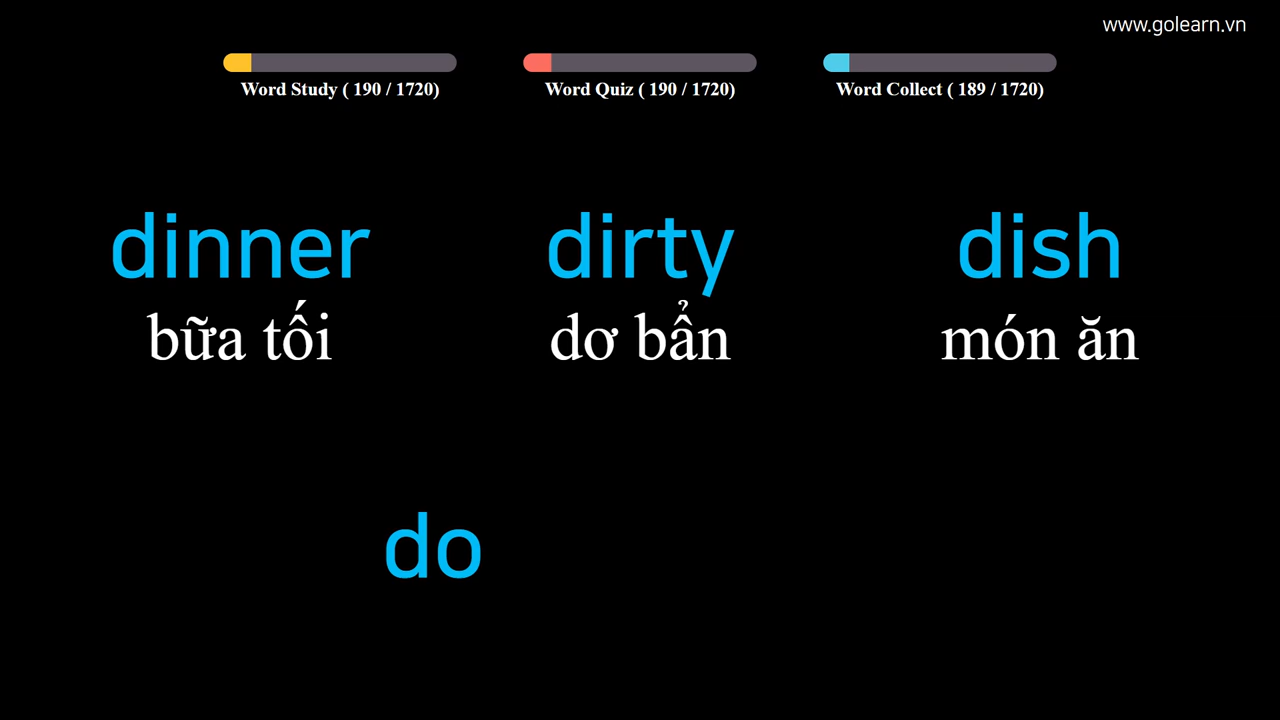 www.golearn.vn
Word Study ( 190 / 1720)
Word Quiz ( 190 / 1720)
Word Collect ( 189 / 1720)
dinner
dirty
dish
bữa tối
dơ bẩn
món ăn
do